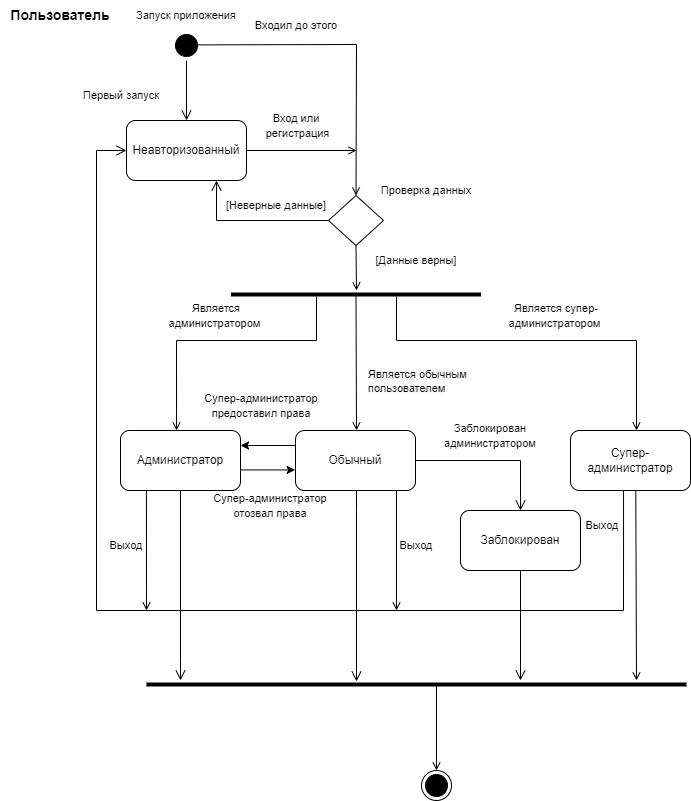 Пользователь
Запуск приложения
Входил до этого
Первый запуск
Вход или
регистрация
Неавторизованный
Проверка данных
[Неверные данные]
[Данные верны]
Является
администратором
Является супер-
администратором
Является обычным
пользователем
Супер-администратор
предоставил права
Заблокирован
администратором
Администратор
Обычный
Супер-
администратор
Супер-администратор
отозвал права
Выход
Выход
Заблокирован
Выход